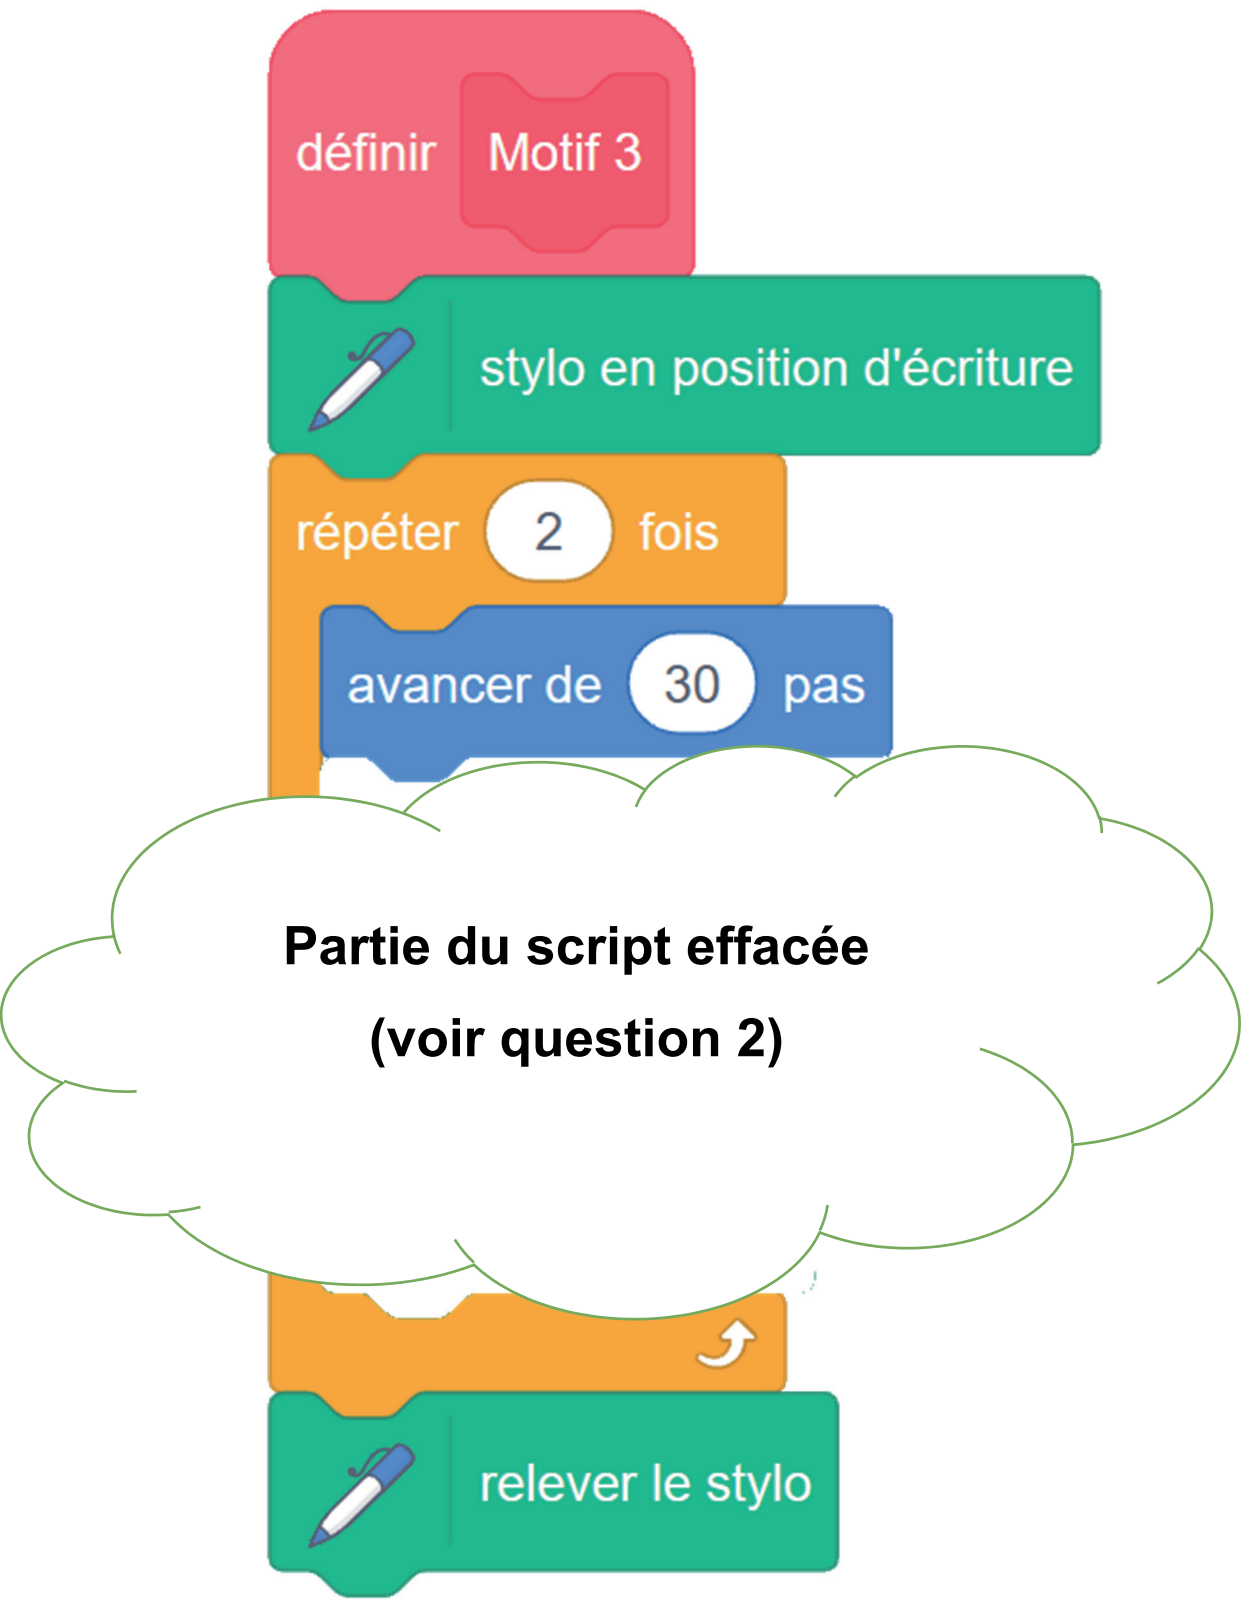 définir Motif 3
stylo en position d'écriture
répéter 2 fois
avancer de 30 pas
Partie du script effacée
(voir question 2)
relever le stylo